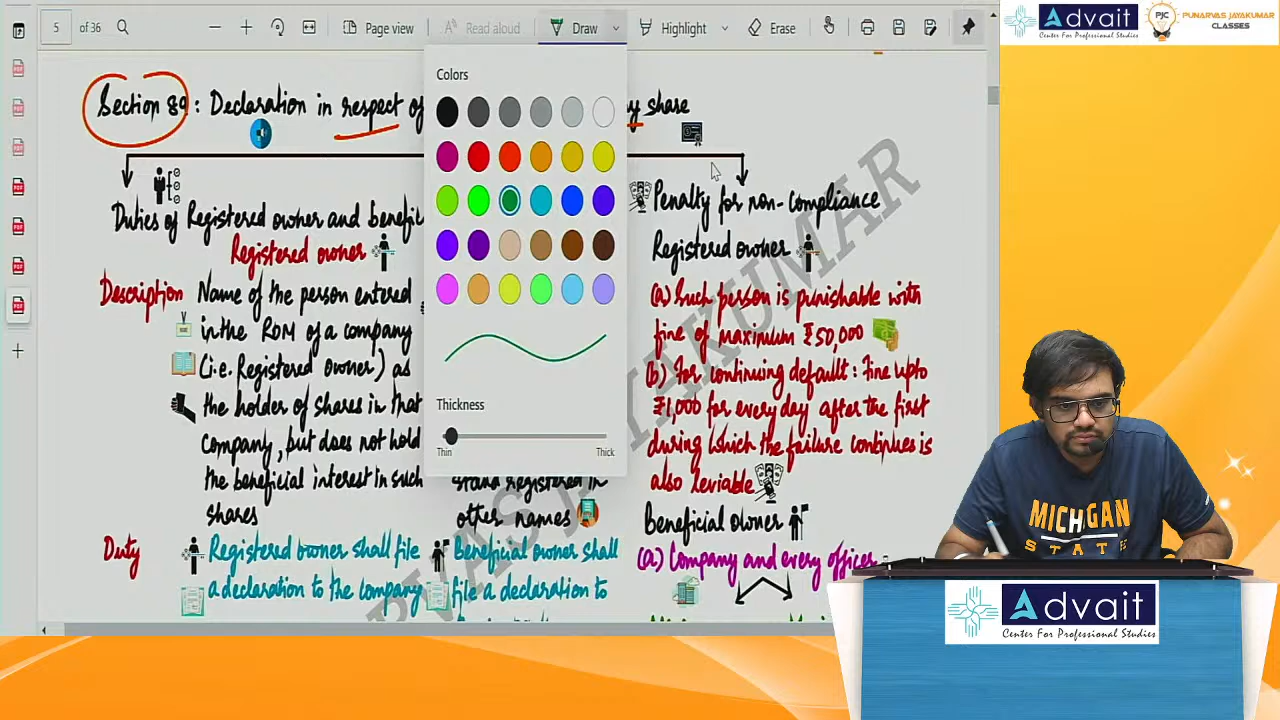 5 of 36
Page view
Read aloud
Draw
Highlight
Erase
Advait
Center For Professional Studies
PJC
PUNARVAS JAYAKUMAR
CLASSES
Section 89 : Declaration in respect of
share
Colors
Thickness
Thin
Thick
Duties of Registered owner and benefic
Registered owner
Description
Name of the person entered
in the ROM of a company
(i.e. Registered owner) as
the holder of shares in that
company, but does not hold
the beneficial interest in such
shares
stand registered in
other names
Duty
Registered owner shall file
a declaration to the company
Beneficial owner shall
file a declaration to
Penalty for non-compliance
Registered owner
(a) Such person is punishable with
fine of maximum ₹50,000
(b) For continuing default: Fine upto
₹1,000 for every day after the first
during which the failure continues is
also leviable
Beneficial owner
(a) Company and every officer
MICHIGAN
STATE
Advait
Center For Professional Studies